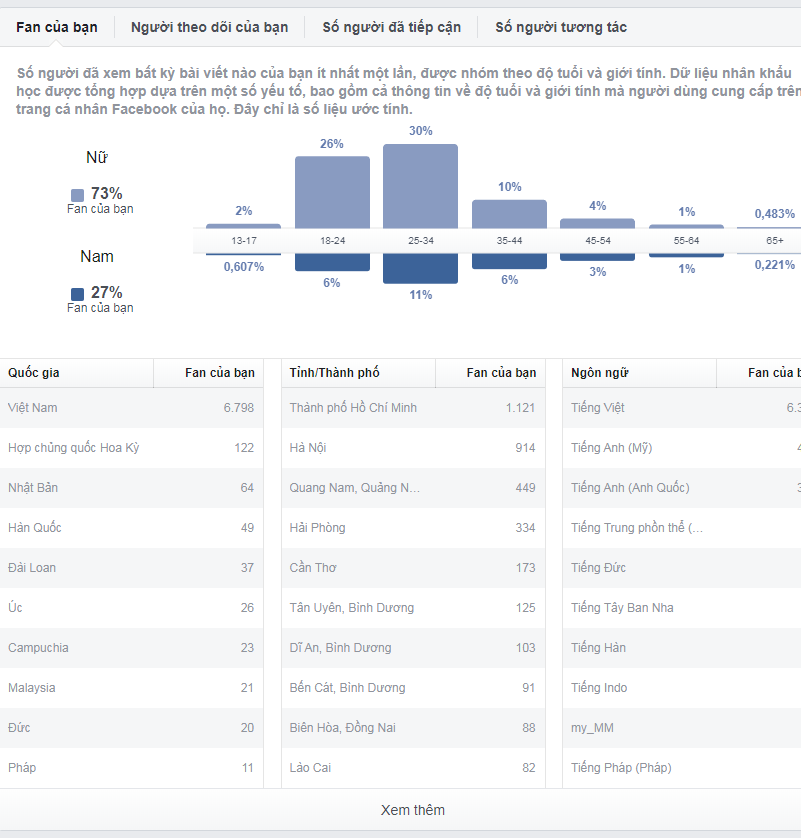 Fan của bạn Người theo dõi của bạn Số người đã tiếp cận Số người tương tác
Số người đã xem bất kỳ bài viết nào của bạn ít nhất một lần, được nhóm theo độ tuổi và giới tính. Dữ liệu nhân khẩu
học được tổng hợp dựa trên một số yếu tố, bao gồm cả thông tin về độ tuổi và giới tính mà người dùng cung cấp trên
trang cá nhân Facebook của họ. Đây chỉ là số liệu ước tính.
Nữ
73%
Fan của bạn
2% 26% 30% 10% 4% 1% 0,483%
13-17 18-24 25-34 35-44 45-54 55-64 65+
Nam
27%
Fan của bạn
0,607% 6% 11% 6% 3% 1% 0,221%
Quốc gia Fan của bạn Tỉnh/Thành phố Fan của bạn Ngôn ngữ Fan của
Việt Nam 6.798 Thành phố Hồ Chí Minh 1.121 Tiếng Việt
Hợp chủng quốc Hoa Kỳ 122 Hà Nội 914 Tiếng Anh (Mỹ)
Nhật Bản 64 Quang Nam, Quảng N... 449 Tiếng Anh (Anh Quốc)
Hàn Quốc 49 Hải Phòng 334 Tiếng Trung phồn thể (...
Đài Loan 37 Cần Thơ 173 Tiếng Đức
Úc 26 Tân Uyên, Bình Dương 125 Tiếng Tây Ban Nha
Campuchia 23 Dĩ An, Bình Dương 103 Tiếng Hàn
Malaysia 21 Bến Cát, Bình Dương 91 Tiếng Indo
Đức 20 Biên Hòa, Đồng Nai 88 my_MM
Pháp 11 Lào Cai 82 Tiếng Pháp (Pháp)
Xem thêm